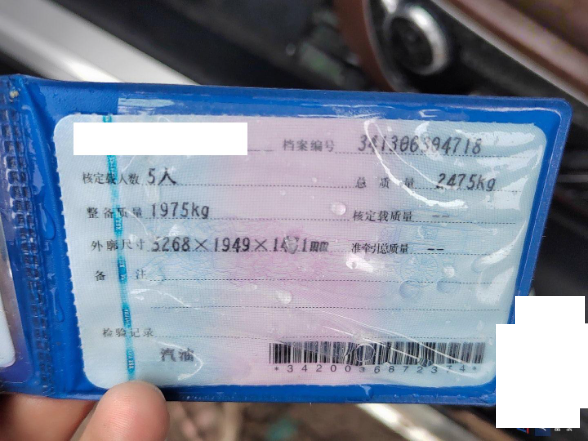 档案编号 341306594718
核定载人数 5人 总质量 2475kg
整备质量 1975kg 核定载质量 --
外廓尺寸 5268×1949× 准牵引总质量 --
备注
检验记录
汽油